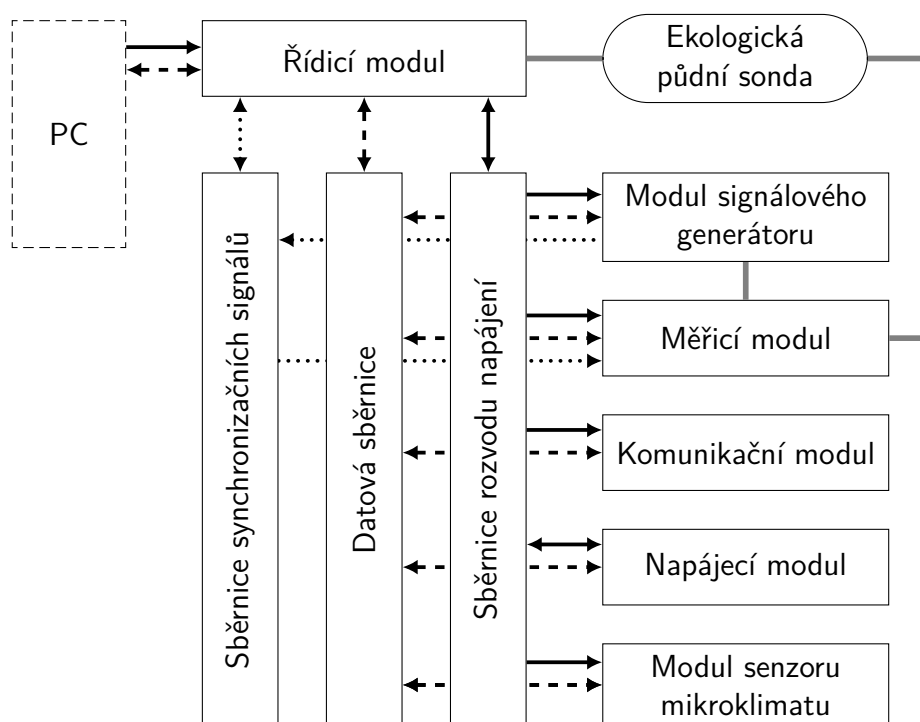 PC
Řídicí modul
Ekologická
půdní sonda
Sběrnice synchronizačních signálů
Datová sběrnice
Sběrnice rozvodu napájení
Modul signálového
generátoru
Měřicí modul
Komunikační modul
Napájecí modul
Modul senzoru
mikroklimatu